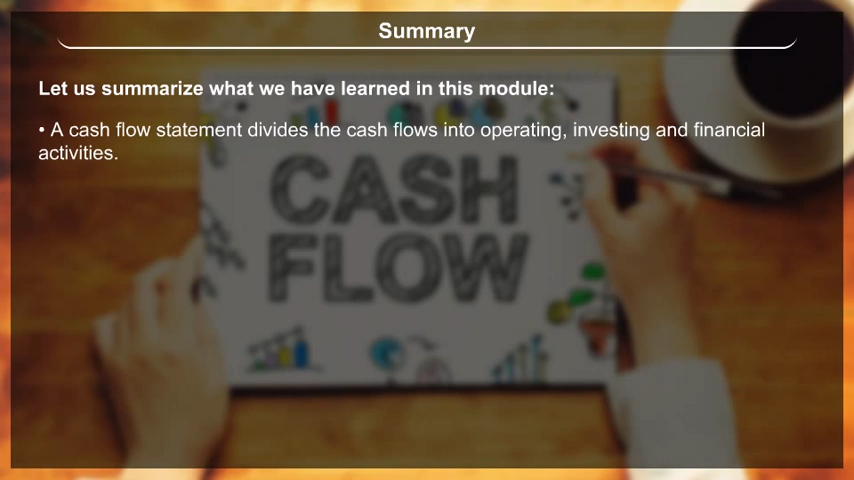 Summary
Let us summarize what we have learned in this module:
• A cash flow statement divides the cash flows into operating, investing and financial
activities.
CASH
FLOW